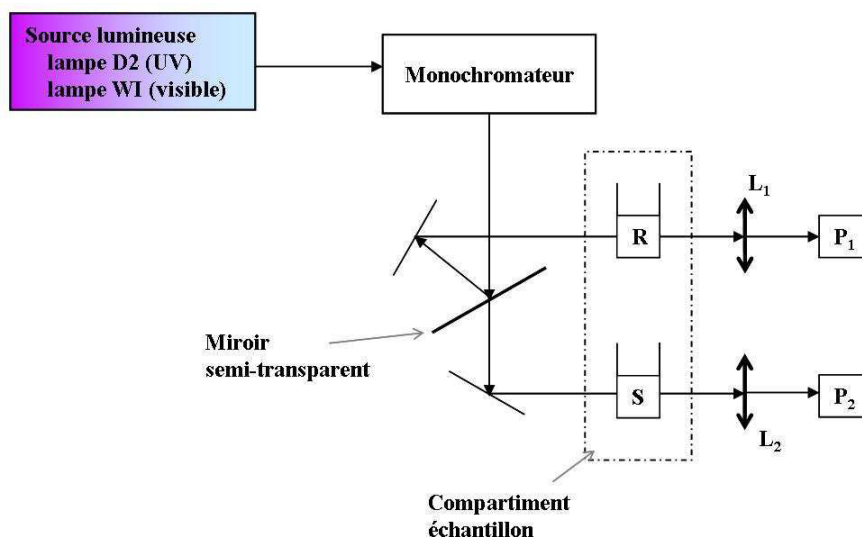 Source lumineuse
lampe D2 (UV)
lampe WI (visible)
Monochromateur
L1
R
P1
Miroir
semi-transparent
S
P2
L2
Compartiment
échantillon